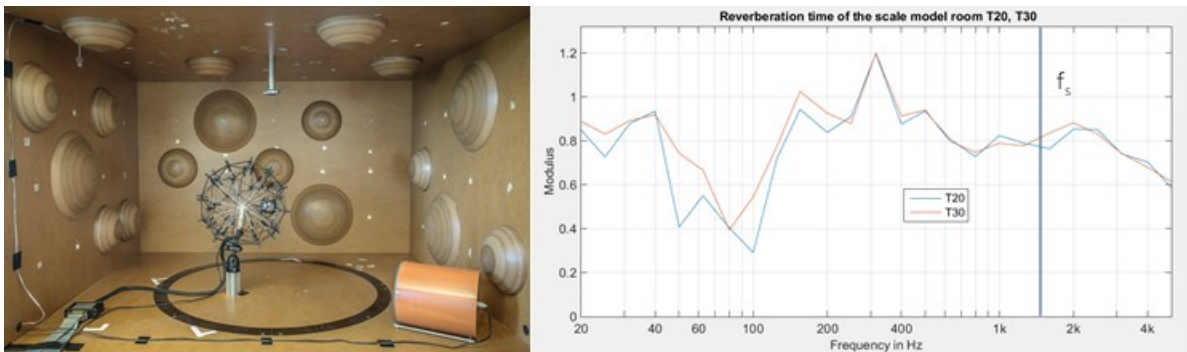 Reverberation time of the scale model room T20, T30
1.2
1
0.8
0.6
0.4
0.2
0
Modulus
fs
T20
T30
20 40 60 100 200 400 1k 2k 4k
Frequency in Hz